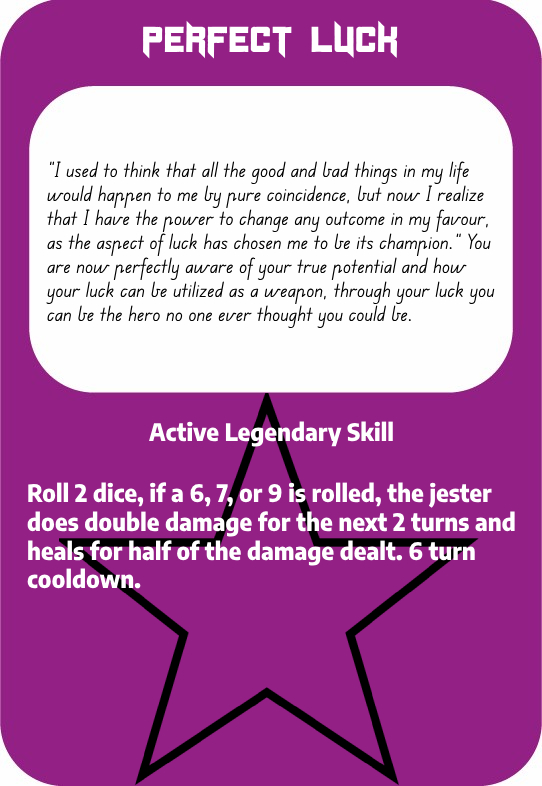 PERFECT LUCK
"I used to think that all the good and bad things in my life
would happen to me by pure coincidence, but now I realize
that I have the power to change any outcome in my favour,
as the aspect of luck has chosen me to be its champion." You
are now perfectly aware of your true potential and how
your luck can be utilized as a weapon, through your luck you
can be the hero no one ever thought you could be.
Active Legendary Skill
Roll 2 dice, if a 6, 7, or 9 is rolled, the jester
does double damage for the next 2 turns and
heals for half of the damage dealt. 6 turn
cooldown.